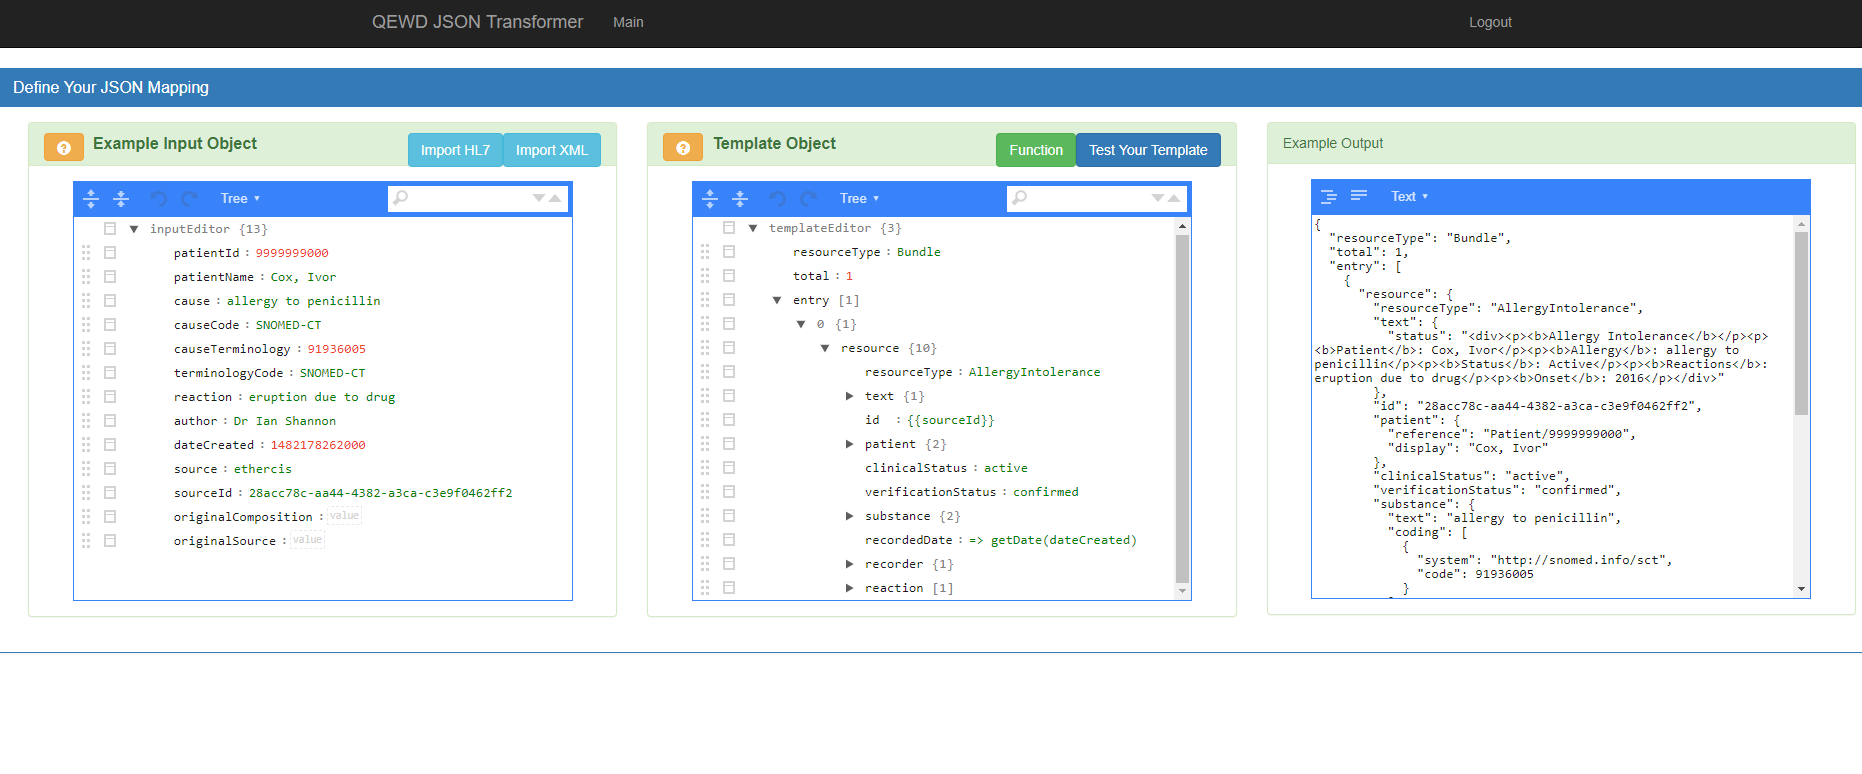 QEWD JSON Transformer Main Logout
Define Your JSON Mapping
Example Input Object Import HL7 Import XML
Tree
inputEditor {13}
patientId : 9999999000
patientName : Cox, Ivor
cause : allergy to penicillin
causeCode : SNOMED-CT
causeTerminology : 91936005
terminologyCode : SNOMED-CT
reaction : eruption due to drug
author : Dr Ian Shannon
dateCreated : 1482178262000
source : ethercis
sourceId : 28acc78c-aa44-4382-a3ca-c3e9f0462ff2
originalComposition : value
originalSource : value
Template Object Function Test Your Template
Tree
templateEditor {3}
resourceType : Bundle
total : 1
entry [1]
0 {1}
resource {10}
resourceType : AllergyIntolerance
text {1}
id : {{sourceId}}
patient {2}
clinicalStatus : active
verificationStatus : confirmed
substance {2}
recordedDate : => getDate(dateCreated)
recorder {1}
reaction [1]
Example Output
Text
{
"resourceType": "Bundle",
"total": 1,
"entry": [
{
"resource": {
"resourceType": "AllergyIntolerance",
"text": {
"status": "<div><p><b>Allergy Intolerance</b></p><p>
<b>Patient</b>: Cox, Ivor</p><p><b>Allergy</b>: allergy to
penicillin</p><p><b>Status</b>: Active</p><p><b>Reactions</b>:
eruption due to drug</p><p><b>Onset</b>: 2016</p></div>"
},
"id": "28acc78c-aa44-4382-a3ca-c3e9f0462ff2",
"patient": {
"reference": "Patient/9999999000",
"display": "Cox, Ivor"
},
"clinicalStatus": "active",
"verificationStatus": "confirmed",
"substance": {
"text": "allergy to penicillin",
"coding": [
{
"system": "http://snomed.info/sct",
"code": 91936005
}